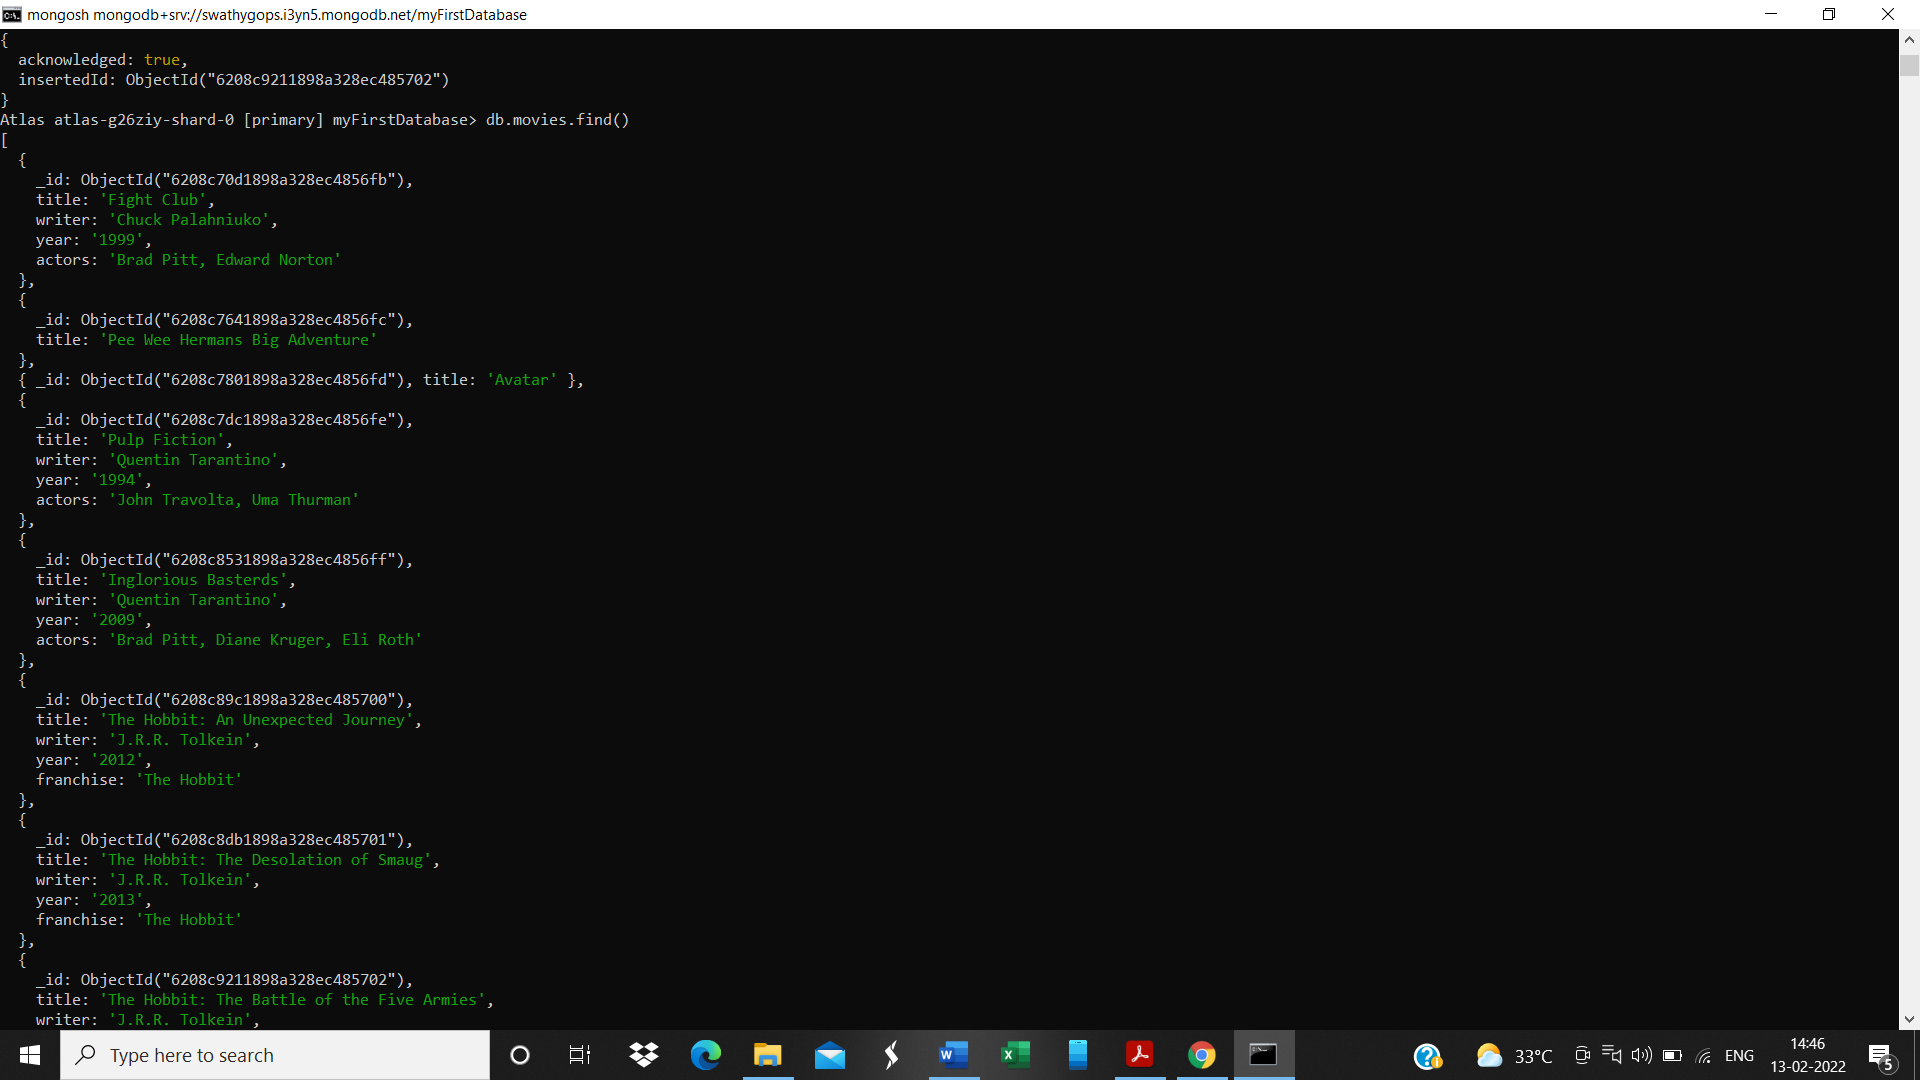 mongosh mongodb+srv://swathygops.i3yn5.mongodb.net/myFirstDatabase
{
  acknowledged: true,
  insertedId: ObjectId("6208c9211898a328ec485702")
}
Atlas atlas-g26ziy-shard-0 [primary] myFirstDatabase> db.movies.find()
[
  {
    _id: ObjectId("6208c70d1898a328ec4856fb"),
    title: 'Fight Club',
    writer: 'Chuck Palahniuko',
    year: '1999',
    actors: 'Brad Pitt, Edward Norton'
  },
  {
    _id: ObjectId("6208c7641898a328ec4856fc"),
    title: 'Pee Wee Hermans Big Adventure'
  },
  { _id: ObjectId("6208c7801898a328ec4856fd"), title: 'Avatar' },
  {
    _id: ObjectId("6208c7dc1898a328ec4856fe"),
    title: 'Pulp Fiction',
    writer: 'Quentin Tarantino',
    year: '1994',
    actors: 'John Travolta, Uma Thurman'
  },
  {
    _id: ObjectId("6208c8531898a328ec4856ff"),
    title: 'Inglorious Basterds',
    writer: 'Quentin Tarantino',
    year: '2009',
    actors: 'Brad Pitt, Diane Kruger, Eli Roth'
  },
  {
    _id: ObjectId("6208c89c1898a328ec485700"),
    title: 'The Hobbit: An Unexpected Journey',
    writer: 'J.R.R. Tolkein',
    year: '2012',
    franchise: 'The Hobbit'
  },
  {
    _id: ObjectId("6208c8db1898a328ec485701"),
    title: 'The Hobbit: The Desolation of Smaug',
    writer: 'J.R.R. Tolkein',
    year: '2013',
    franchise: 'The Hobbit'
  },
  {
    _id: ObjectId("6208c9211898a328ec485702"),
    title: 'The Hobbit: The Battle of the Five Armies',
    writer: 'J.R.R. Tolkein',
Type here to search
33°C
ENG
14:46
13-02-2022
5